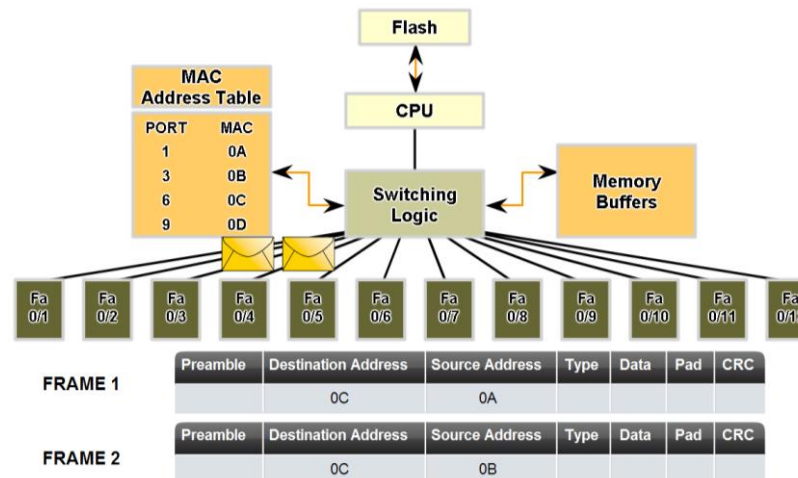 Flash
CPU
MAC
Address Table
PORT MAC
1 0A
3 0B
6 0C
9 0D
Switching
Logic
Memory
Buffers
Fa
0/1
Fa
0/2
Fa
0/3
Fa
0/4
Fa
0/5
Fa
0/6
Fa
0/7
Fa
0/8
Fa
0/9
Fa
0/10
Fa
0/11
Fa
FRAME 1
Preamble Destination Address Source Address Type Data Pad CRC
0C 0A
FRAME 2
Preamble Destination Address Source Address Type Data Pad CRC
0C 0B